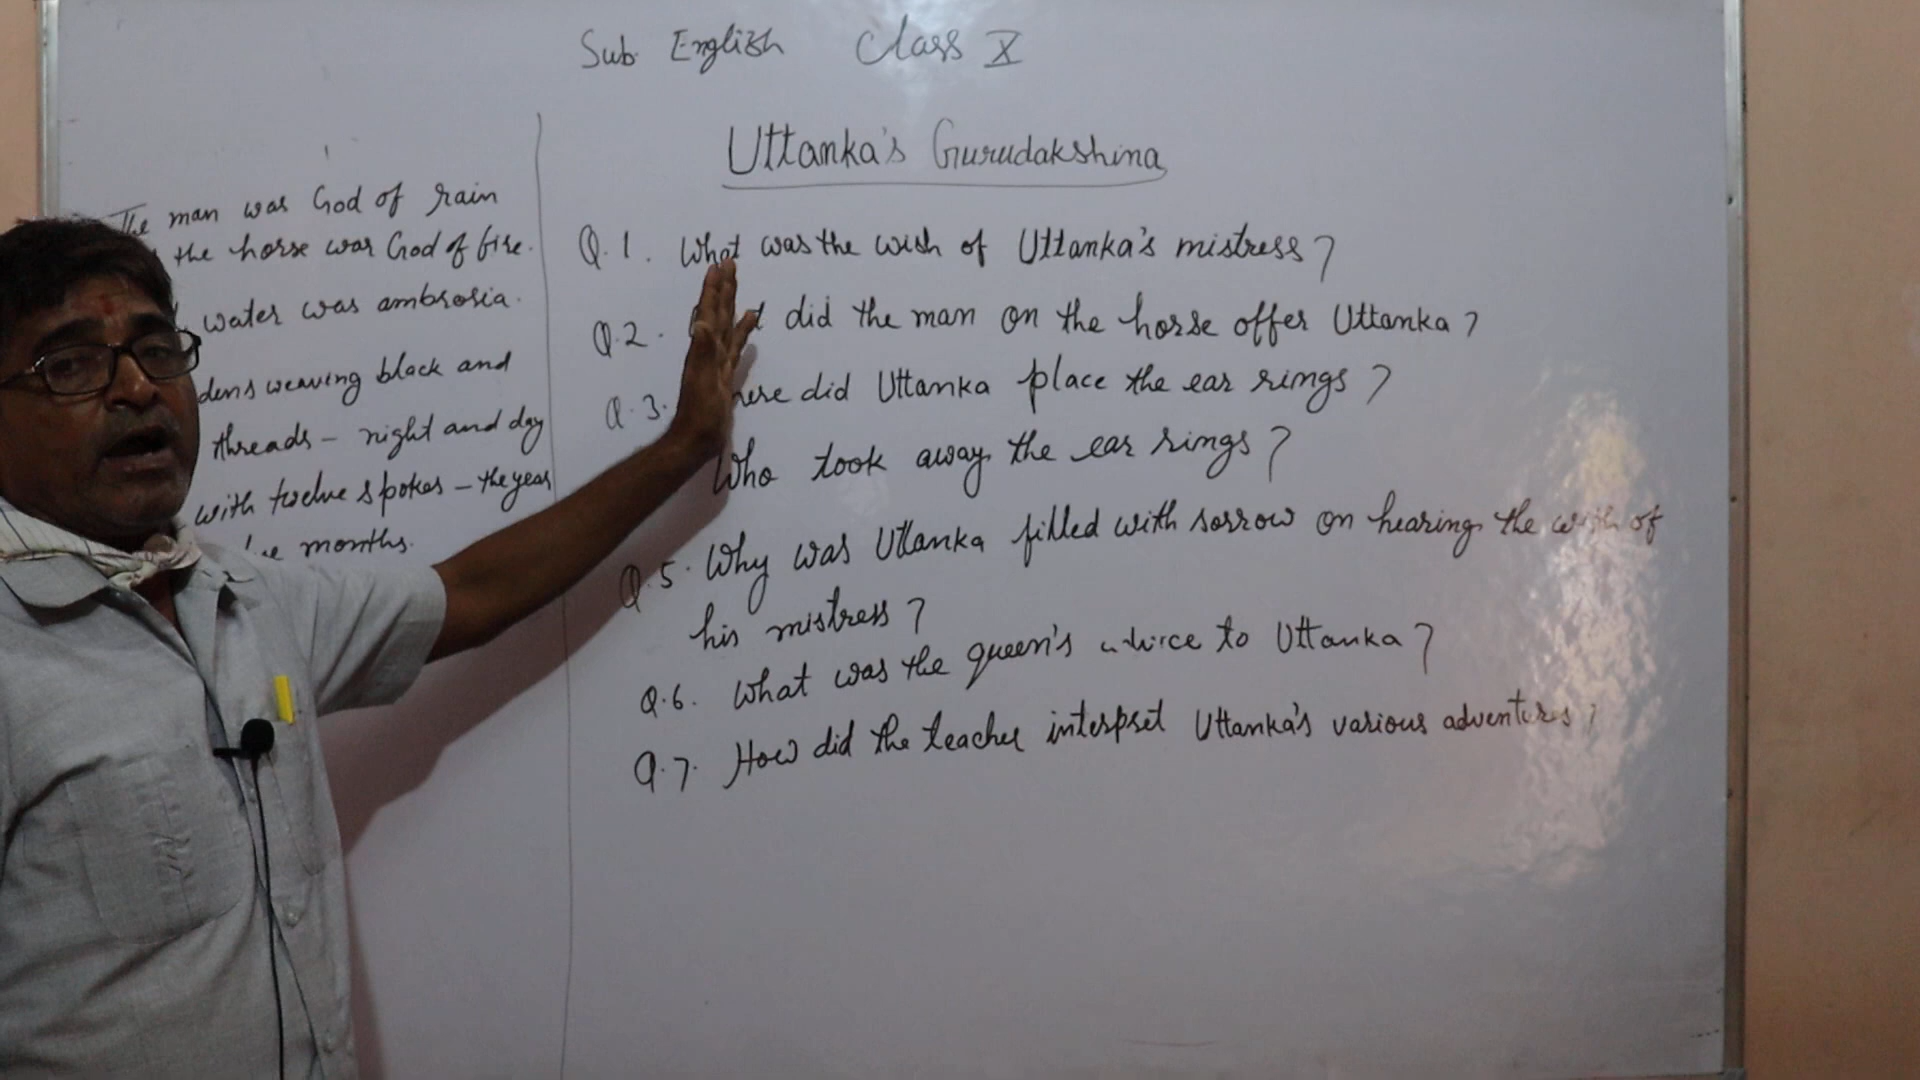 Sub English Class X
Uttanka's Gurudakshina
The man was God of rain
the horse was God of fire.
water was ambrosia.
weaving black and
threads - night and day
with twelve spokes - the year
months.
Q.1. What was the wish of Uttanka's mistress?
Q.2. did the man on the horse offer Uttanka?
Q.3. did Uttanka place the ear rings?
Who took away the ear rings?
Q.5. Why was Uttanka filled with sorrow on hearing the wish of
his mistress?
Q.6. What was the queen's advice to Uttanka?
Q.7. How did the teacher interpret Uttanka's various adventures?